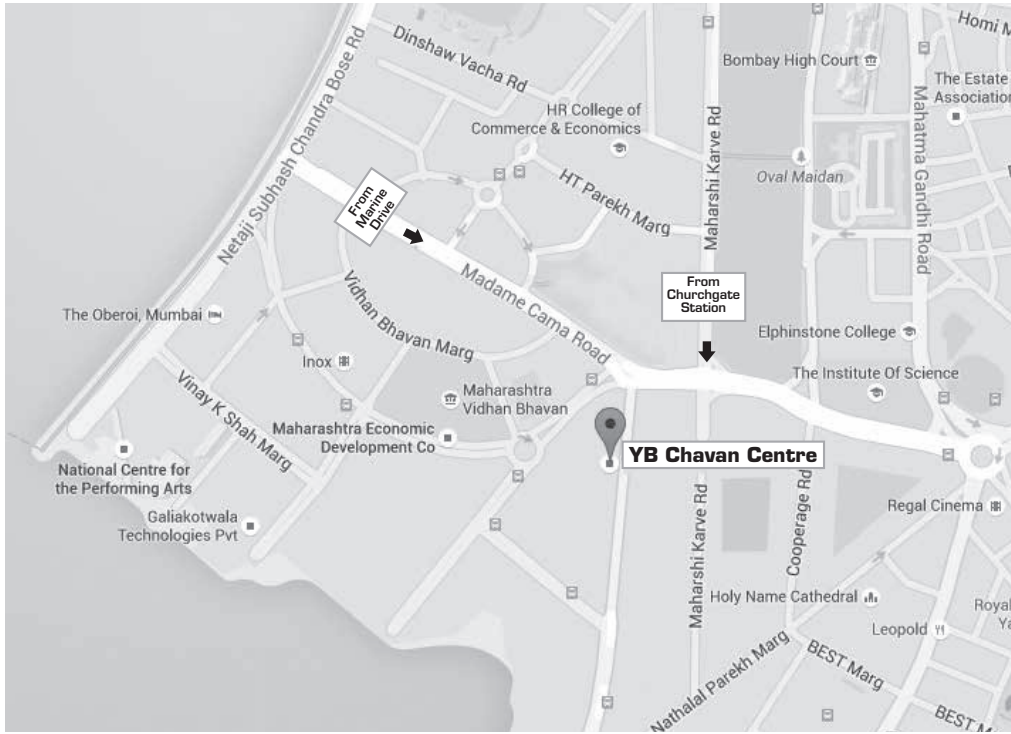 Dinshaw Vacha Rd
Homi M
Bombay High Court
The Estate
Association
Netaji Subhash Chandra Bose Rd
HR College of
Commerce & Economics
Maharshi Karve Rd
Mahatma Gandhi Road
Oval Maidan
HT Parekh Marg
From
Marine
Drive
Madame Cama Road
From
Churchgate
Station
Vidhan Bhavan Marg
The Oberoi, Mumbai
Elphinstone College
Inox
The Institute Of Science
Vinay K Shah Marg
Maharashtra
Vidhan Bhavan
Maharashtra Economic
Development Co
YB Chavan Centre
National Centre for
the Performing Arts
Maharshi Karve Rd
Cooperage Rd
Regal Cinema
Galiakotwala
Technologies Pvt
Holy Name Cathedral
Royal
Ya
Leopold
Nathalal Parekh Marg
BEST Marg
BEST M